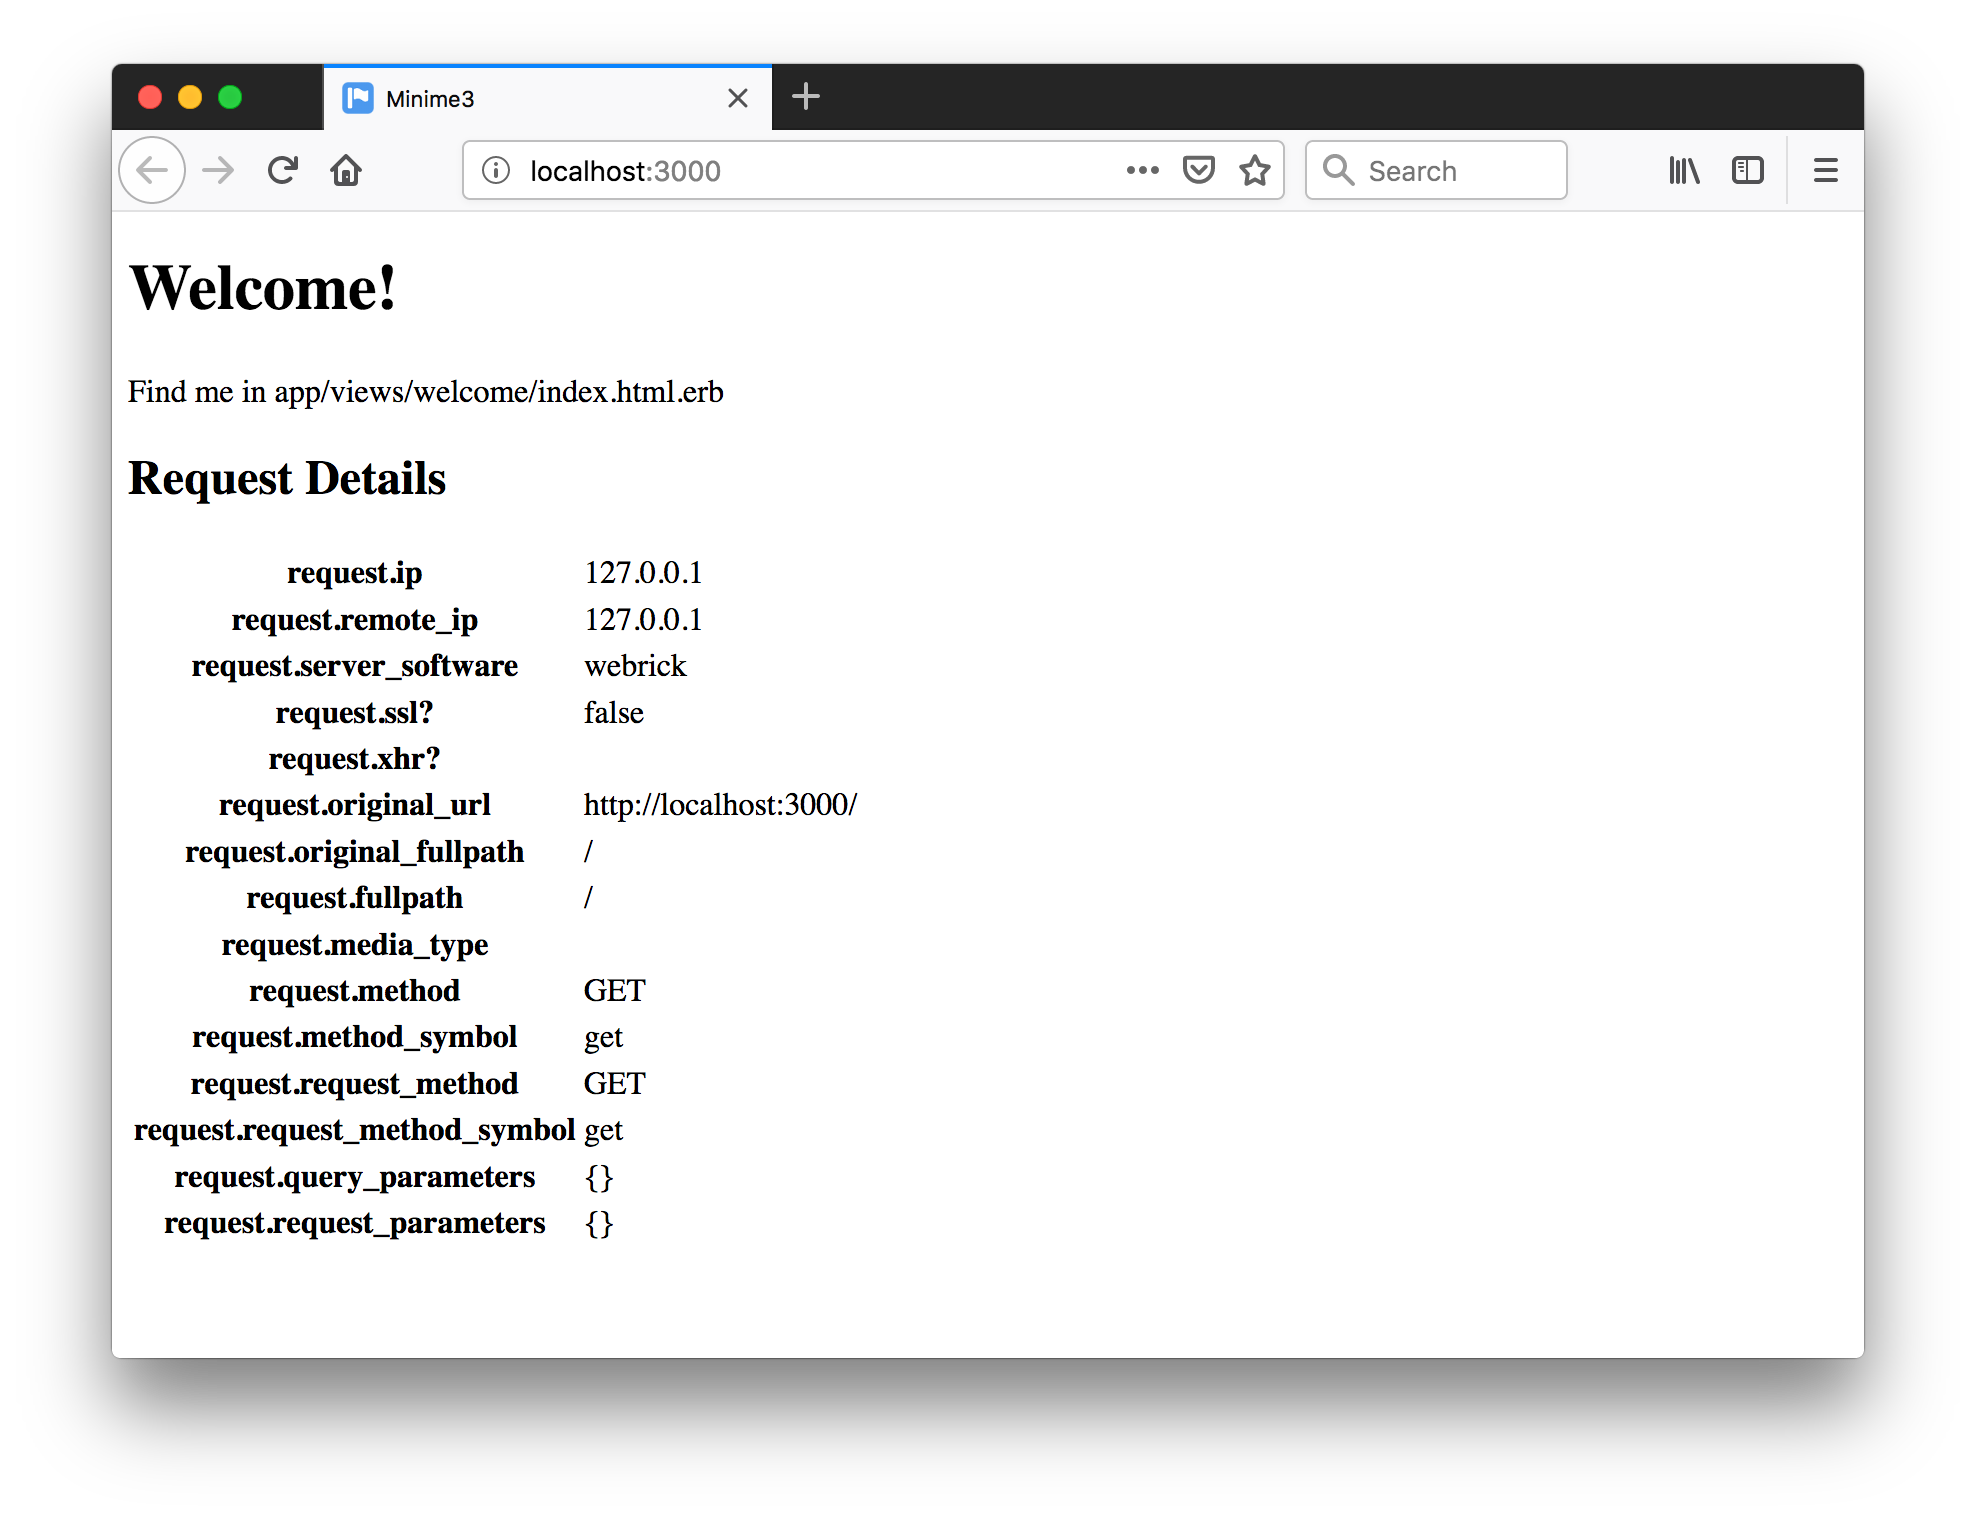 Minime3
localhost:3000
Search
Welcome!
Find me in app/views/welcome/index.html.erb
Request Details
request.ip 127.0.0.1
request.remote_ip 127.0.0.1
request.server_software webrick
request.ssl? false
request.xhr?
request.original_url http://localhost:3000/
request.original_fullpath /
request.fullpath /
request.media_type
request.method GET
request.method_symbol get
request.request_method GET
request.request_method_symbol get
request.query_parameters {}
request.request_parameters {}